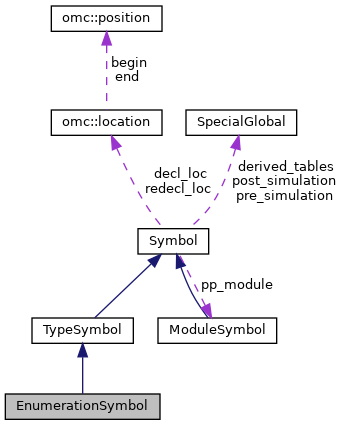 omc::position
begin
end
omc::location
SpecialGlobal
decl_loc
redecl_loc
derived_tables
post_simulation
pre_simulation
Symbol
pp_module
TypeSymbol
ModuleSymbol
EnumerationSymbol